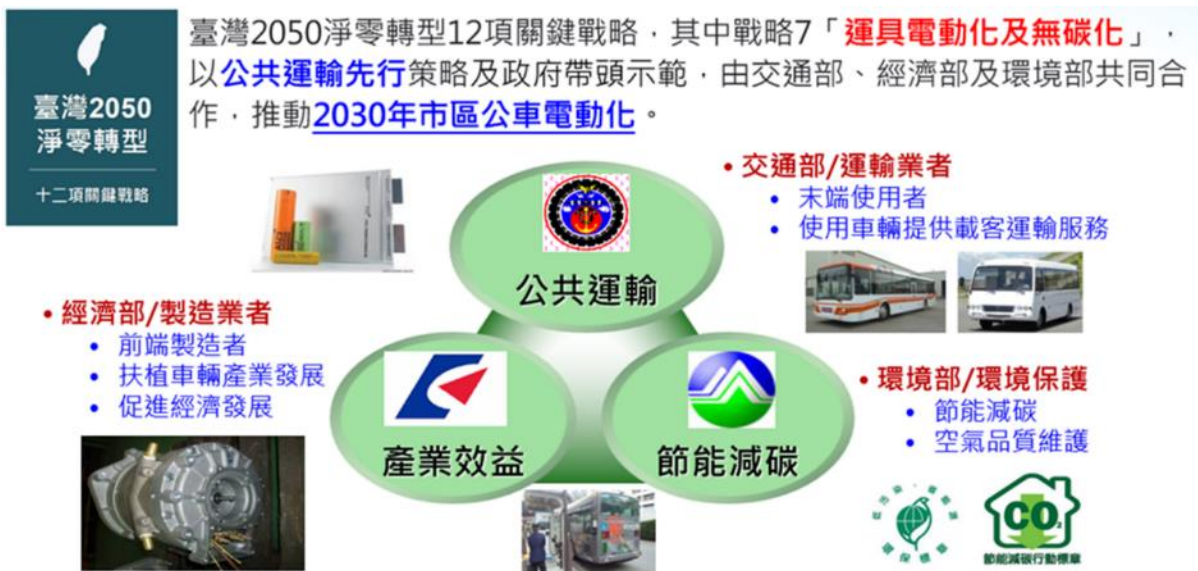 臺灣2050
淨零轉型
十二項關鍵戰略
臺灣2050淨零轉型12項關鍵戰略，其中戰略7「運具電動化及無碳化」，
以公共運輸先行策略及政府帶頭示範，由交通部、經濟部及環境部共同合
作，推動2030年市區公車電動化。
公共運輸
• 交通部/運輸業者
• 末端使用者
• 使用車輛提供載客運輸服務
• 經濟部/製造業者
• 前端製造者
• 扶植車輛產業發展
• 促進經濟發展
產業效益
節能減碳
• 環境部/環境保護
• 節能減碳
• 空氣品質維護
CO2
節能減碳行動標章